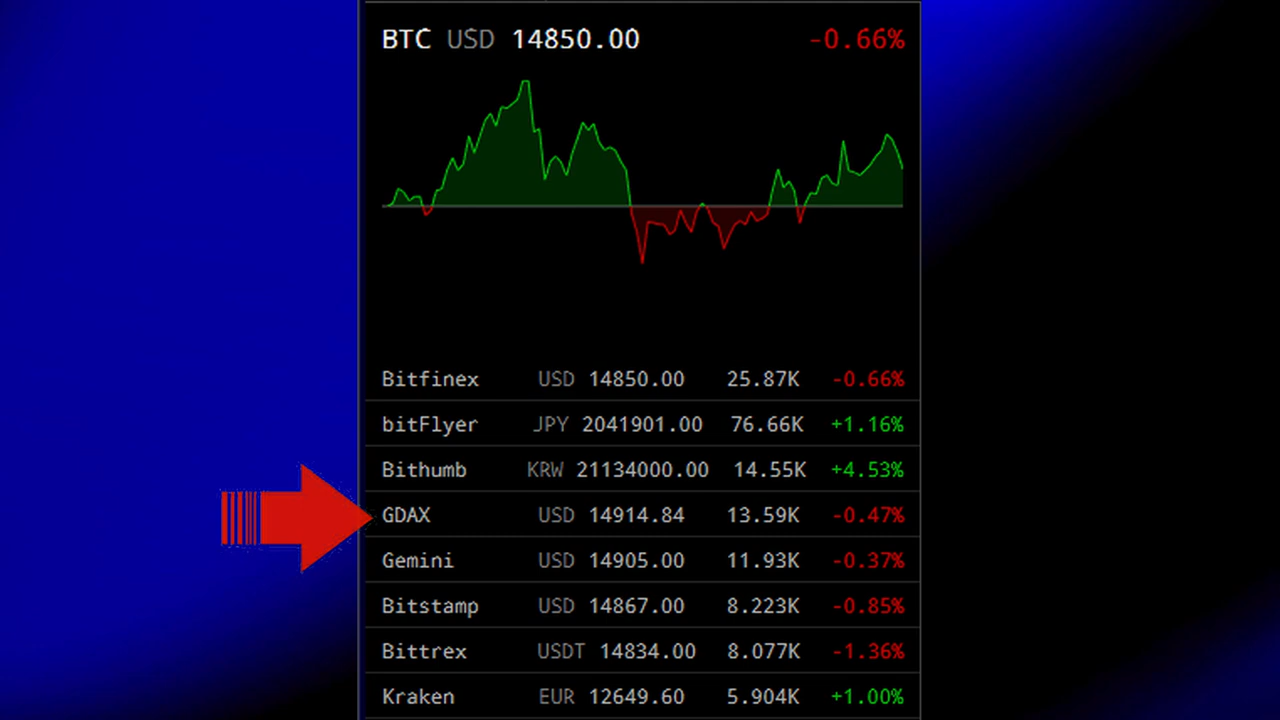 BTC USD 14850.00 -0.66%
Bitfinex USD 14850.00 25.87K -0.66%
bitFlyer JPY 2041901.00 76.66K +1.16%
Bithumb KRW 21134000.00 14.55K +4.53%
GDAX USD 14914.84 13.59K -0.47%
Gemini USD 14905.00 11.93K -0.37%
Bitstamp USD 14867.00 8.223K -0.85%
Bittrex USDT 14834.00 8.077K -1.36%
Kraken EUR 12649.60 5.904K +1.00%